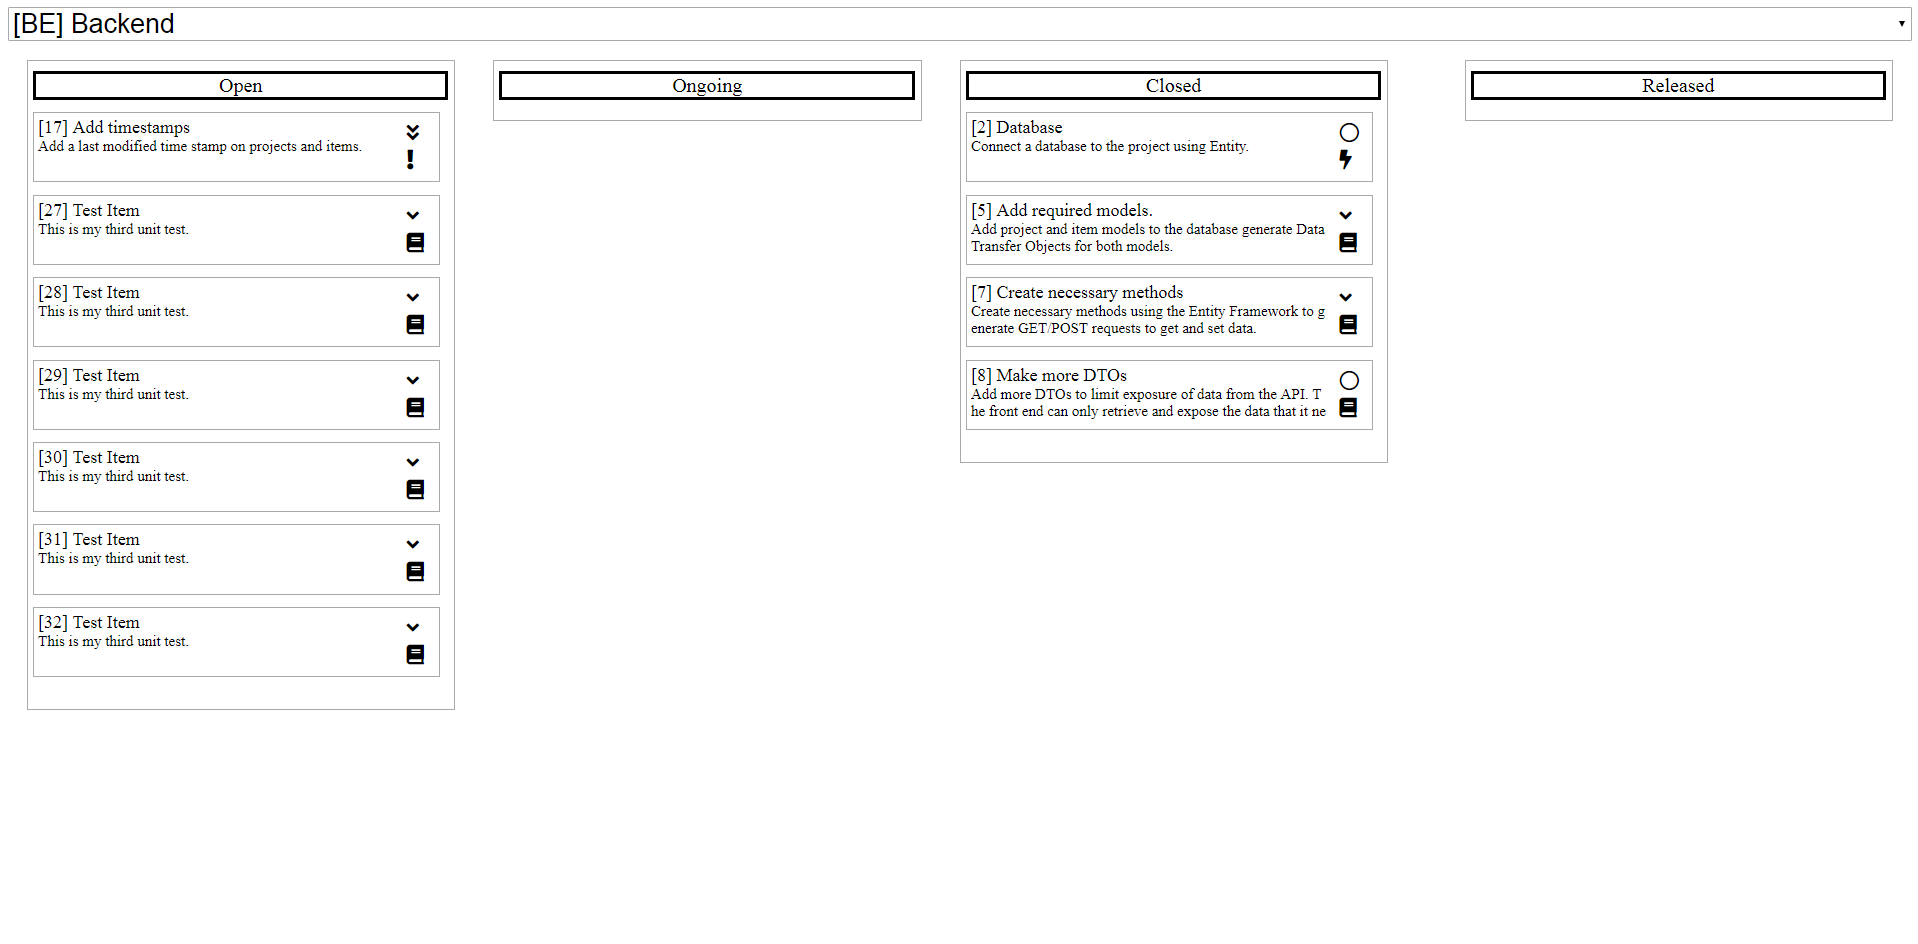 [BE] Backend
Open
[17] Add timestamps
Add a last modified time stamp on projects and items.
[27] Test Item
This is my third unit test.
[28] Test Item
This is my third unit test.
[29] Test Item
This is my third unit test.
[30] Test Item
This is my third unit test.
[31] Test Item
This is my third unit test.
[32] Test Item
This is my third unit test.
Ongoing
Closed
[2] Database
Connect a database to the project using Entity.
[5] Add required models.
Add project and item models to the database generate Data
Transfer Objects for both models.
[7] Create necessary methods
Create necessary methods using the Entity Framework to g
enerate GET/POST requests to get and set data.
[8] Make more DTOs
Add more DTOs to limit exposure of data from the API. T
he front end can only retrieve and expose the data that it ne
Released